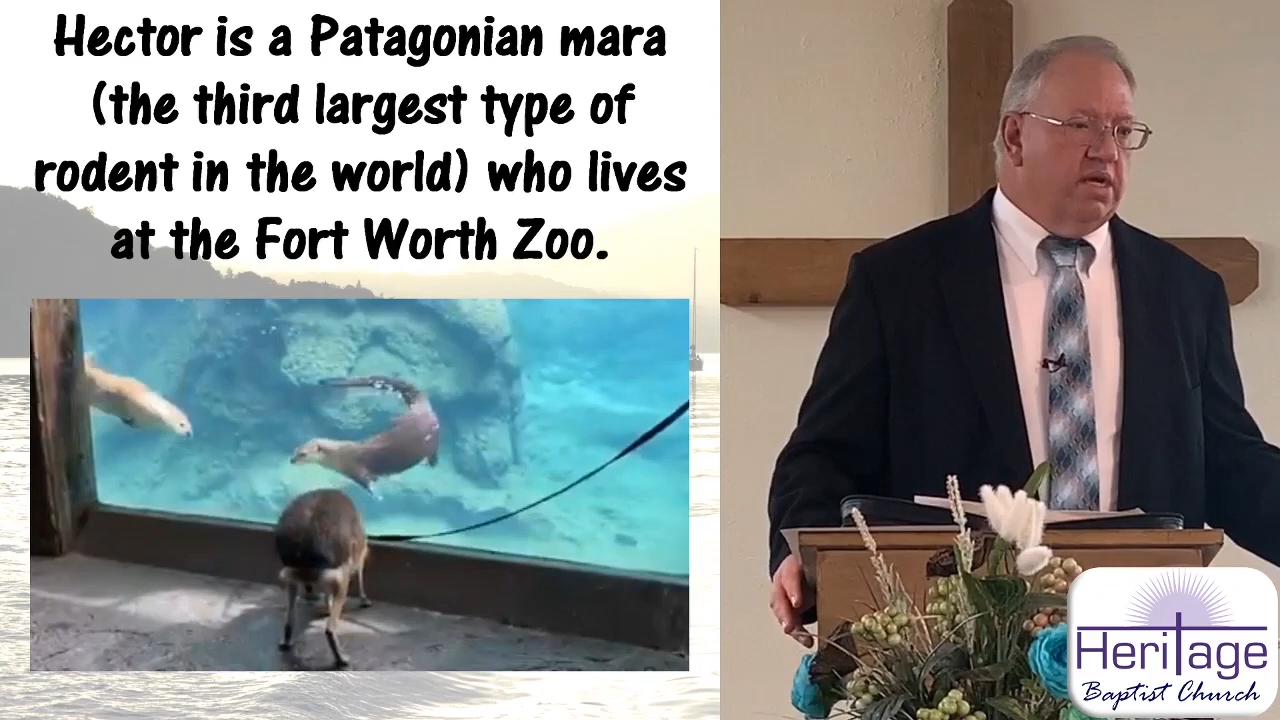 Hector is a Patagonian mara
(the third largest type of
rodent in the world) who lives
at the Fort Worth Zoo.
Heritage
Baptist Church